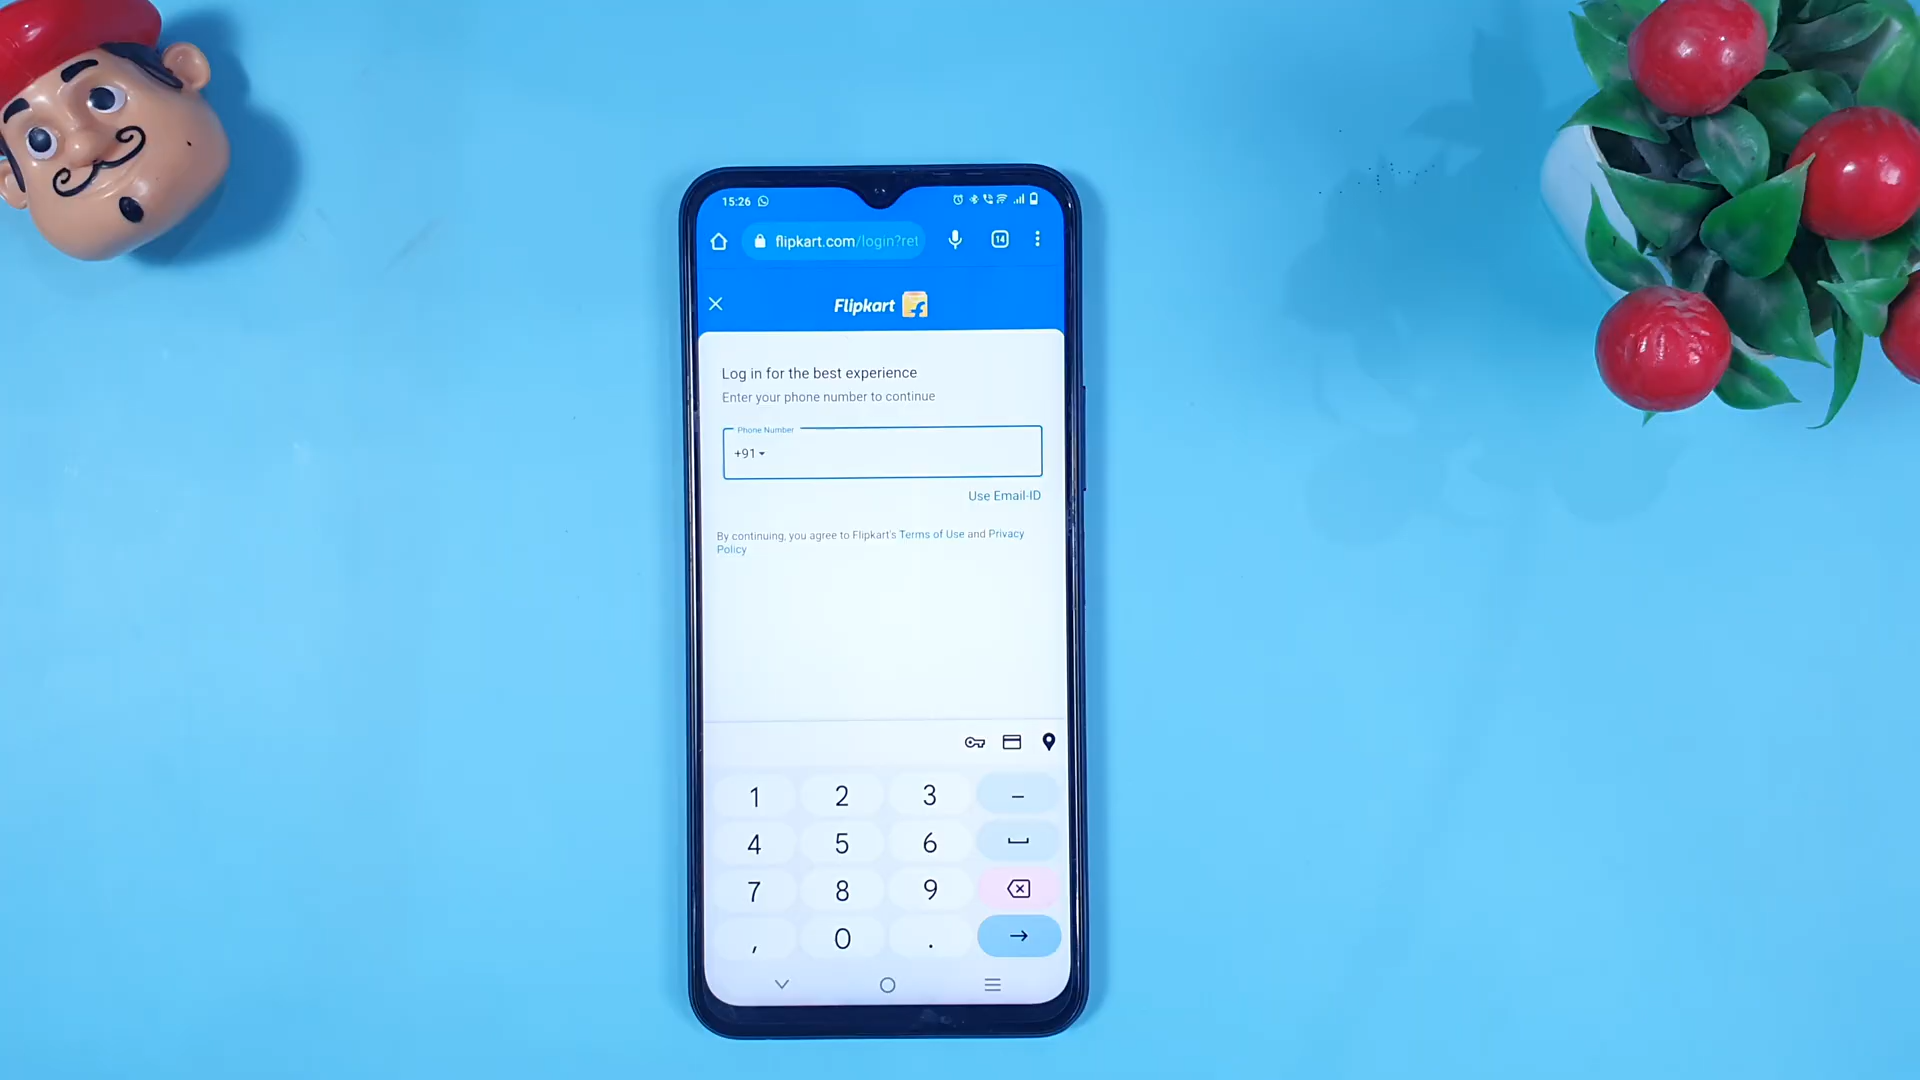 15:26
flipkart.com/login?ret
14
Flipkart
Log in for the best experience
Enter your phone number to continue
Phone Number
+91
Use Email-ID
By continuing, you agree to Flipkart's Terms of Use and Privacy
Policy
1 2 3 –
4 5 6
7 8 9
, 0 .